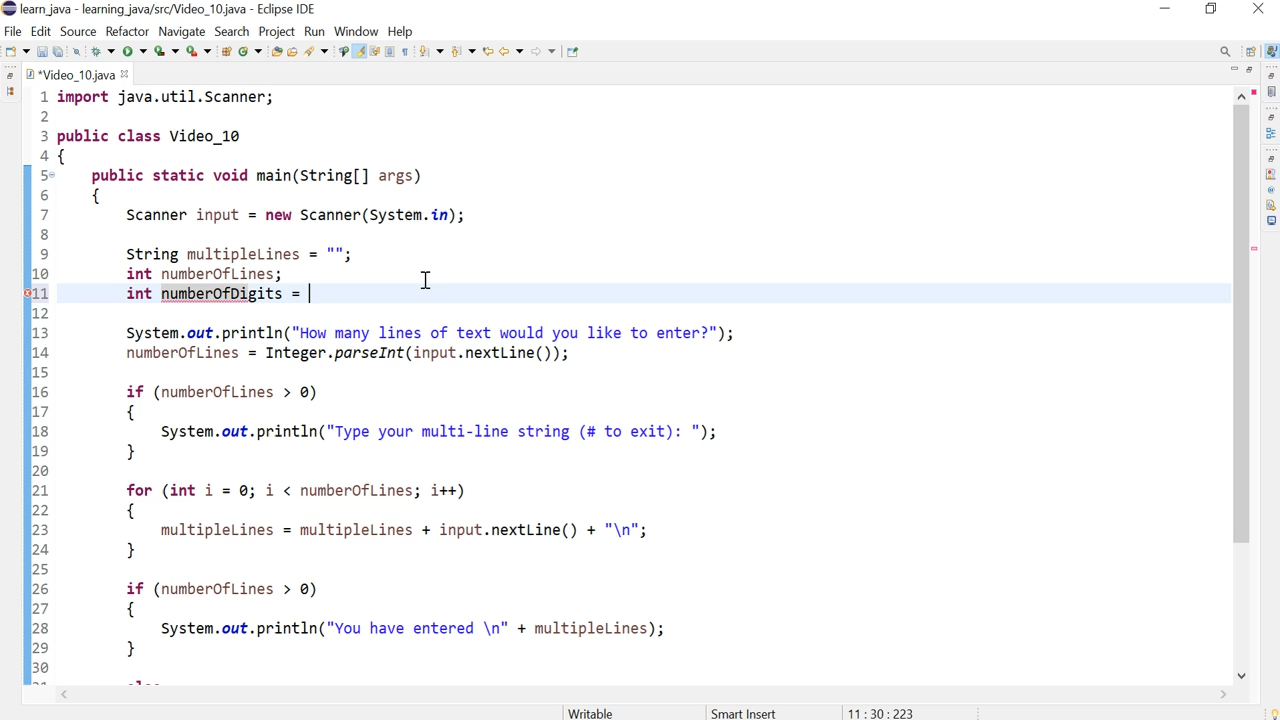 learn_java - learning_java/src/Video_10.java - Eclipse IDE
File Edit Source Refactor Navigate Search Project Run Window Help
*Video_10.java
1 import java.util.Scanner;
2
3 public class Video_10
4 {
5 public static void main(String[] args)
6 {
7 Scanner input = new Scanner(System.in);
8
9 String multipleLines = "";
10 int numberOfLines;
11 int numberOfDigits =
12
13 System.out.println("How many lines of text would you like to enter?");
14 numberOfLines = Integer.parseInt(input.nextLine());
15
16 if (numberOfLines > 0)
17 {
18 System.out.println("Type your multi-line string (# to exit): ");
19 }
20
21 for (int i = 0; i < numberOfLines; i++)
22 {
23 multipleLines = multipleLines + input.nextLine() + "\n";
24 }
25
26 if (numberOfLines > 0)
27 {
28 System.out.println("You have entered \n" + multipleLines);
29 }
30
Writable Smart Insert 11 : 30 : 223